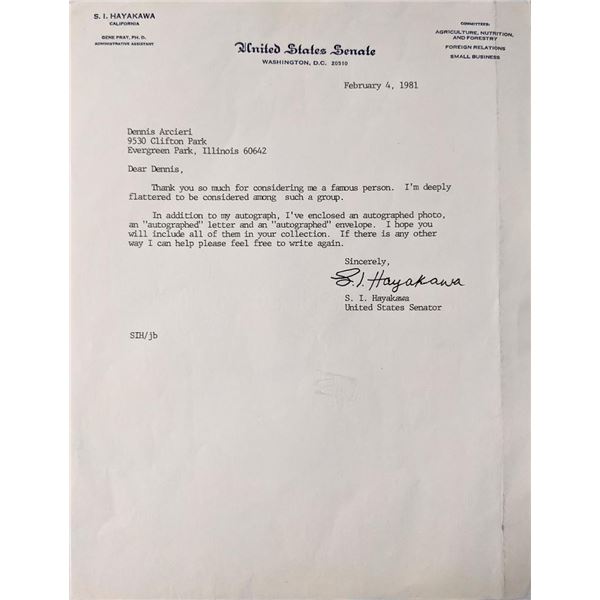 S. I. HAYAKAWA
CALIFORNIA
GENE PRAT, PH. D.
ADMINISTRATIVE ASSISTANT
COMMITTEES:
AGRICULTURE, NUTRITION,
AND FORESTRY
FOREIGN RELATIONS
SMALL BUSINESS
United States Senate
WASHINGTON, D.C. 20510
February 4, 1981
Dennis Arcieri
9530 Clifton Park
Evergreen Park, Illinois 60642
Dear Dennis,
Thank you so much for considering me a famous person. I'm deeply
flattered to be considered among such a group.
In addition to my autograph, I've enclosed an autographed photo,
an "autographed" letter and an "autographed" envelope. I hope you
will include all of them in your collection. If there is any other
way I can help please feel free to write again.
Sincerely,
S. I. Hayakawa
S. I. Hayakawa
United States Senator
SIH/jb